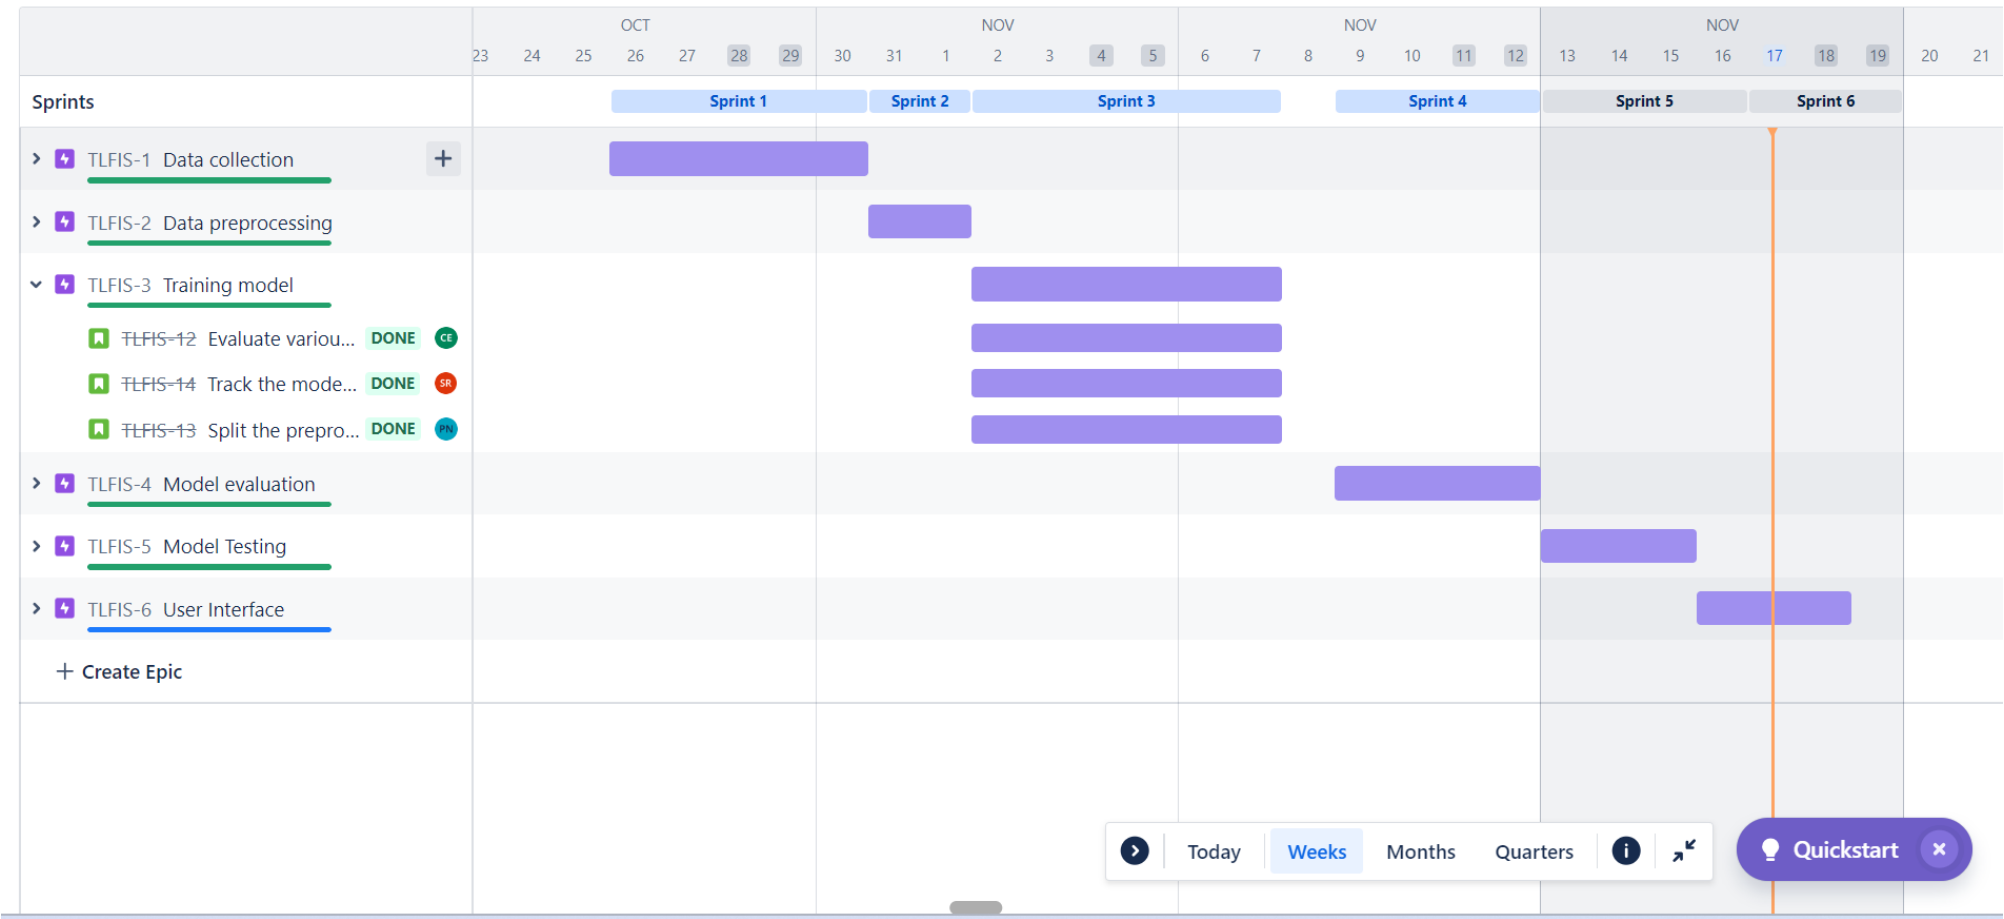 OCT NOV NOV NOV
23 24 25 26 27 28 29 30 31 1 2 3 4 5 6 7 8 9 10 11 12 13 14 15 16 17 18 19 20 21
Sprints Sprint 1 Sprint 2 Sprint 3 Sprint 4 Sprint 5 Sprint 6
TLFIS-1 Data collection
TLFIS-2 Data preprocessing
TLFIS-3 Training model
TLFIS-12 Evaluate variou... DONE CE
TLFIS-14 Track the mode... DONE SR
TLFIS-13 Split the prepro... DONE PN
TLFIS-4 Model evaluation
TLFIS-5 Model Testing
TLFIS-6 User Interface
+ Create Epic
Today Weeks Months Quarters Quickstart